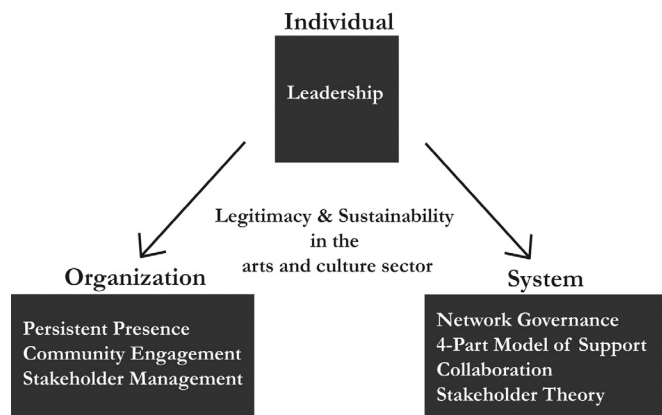 Individual
Leadership
Legitimacy & Sustainability
in the
arts and culture sector
Organization
Persistent Presence
Community Engagement
Stakeholder Management
System
Network Governance
4-Part Model of Support
Collaboration
Stakeholder Theory